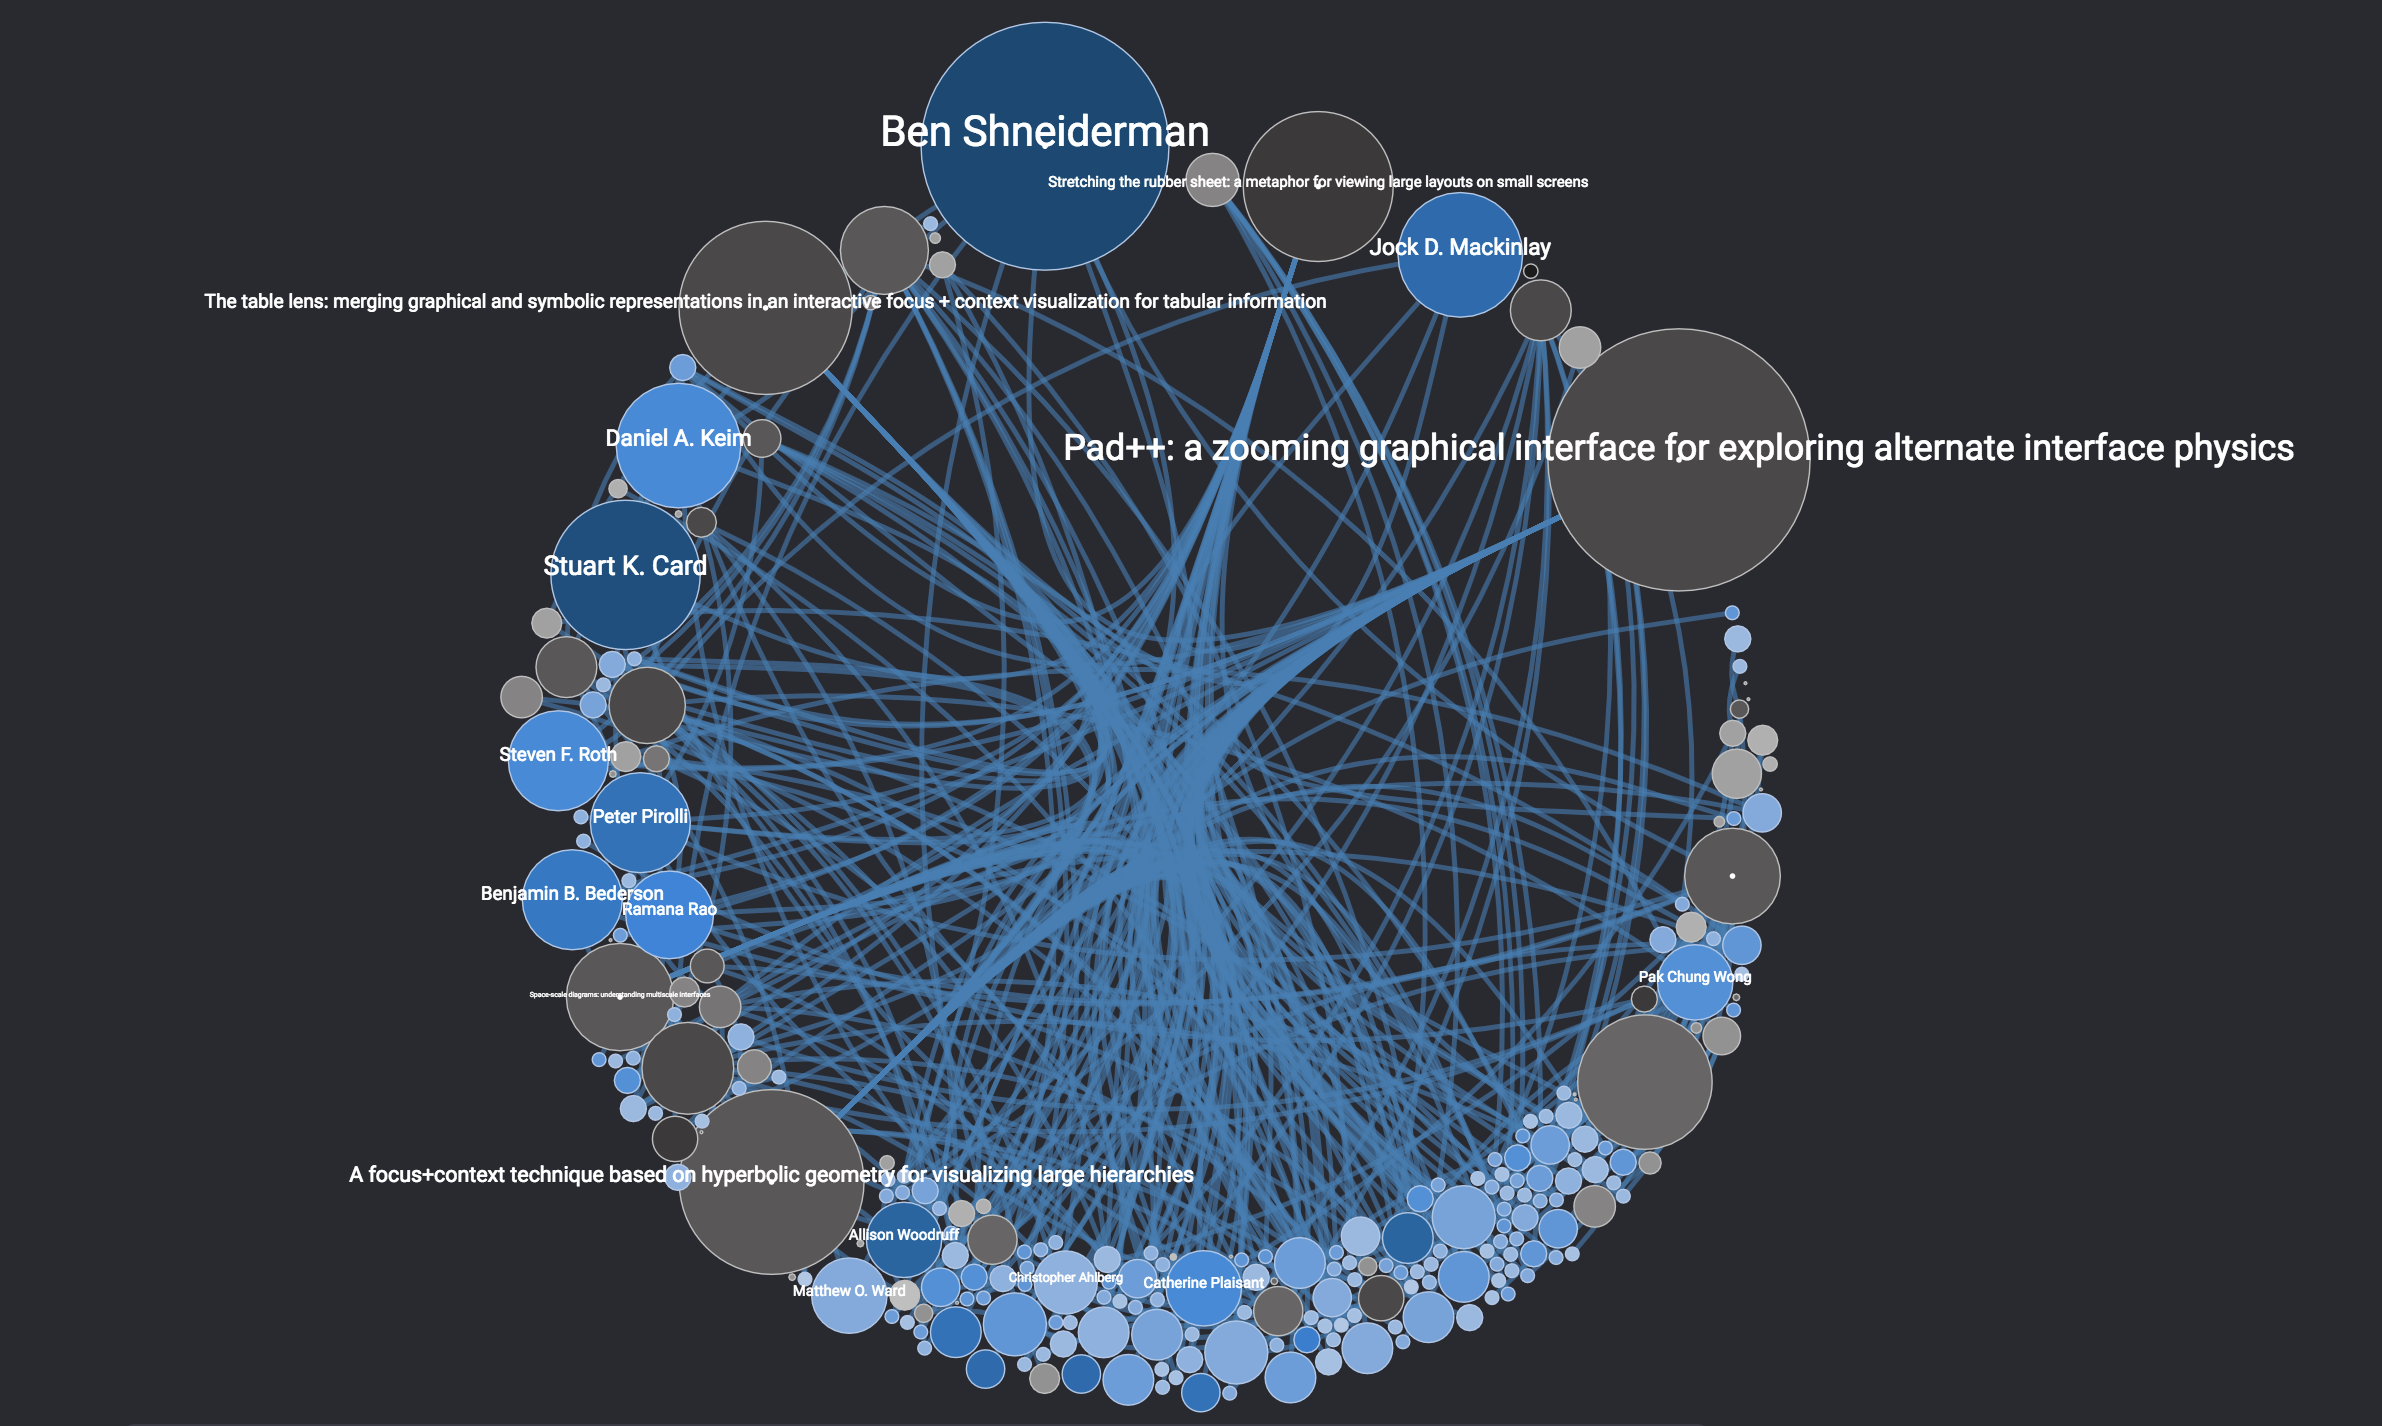 Ben Shneiderman
Stretching the rubber sheet: a metaphor for viewing large layouts on small screens
Jock D. Mackinlay
The table lens: merging graphical and symbolic representations in an interactive focus + context visualization for tabular information
Daniel A. Keim
Pad++: a zooming graphical interface for exploring alternate interface physics
Stuart K. Card
Steven F. Roth
Peter Pirolli
Benjamin B. Bederson
Ramana Rao
Pak Chung Wong
Space-scale diagrams: understanding multiscale interfaces
A focus+context technique based on hyperbolic geometry for visualizing large hierarchies
Allison Woodruff
Christopher Ahlberg
Catherine Plaisant
Matthew O. Ward